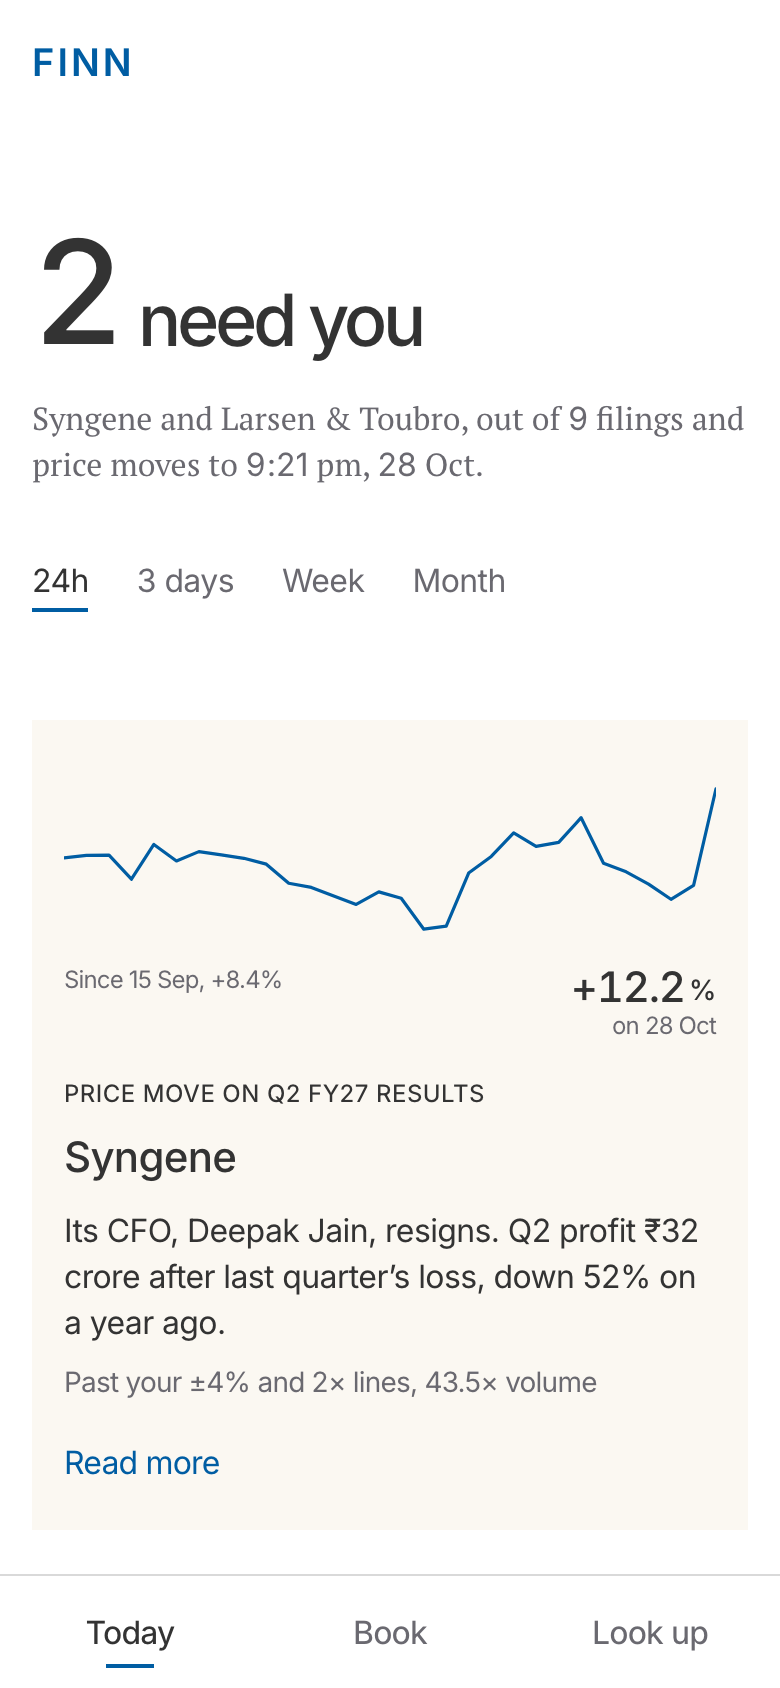 FINN
2 need you
Syngene and Larsen & Toubro, out of 9 filings and
price moves to 9:21 pm, 28 Oct.
24h 3 days Week Month
Since 15 Sep, +8.4%
+12.2 %
on 28 Oct
PRICE MOVE ON Q2 FY27 RESULTS
Syngene
Its CFO, Deepak Jain, resigns. Q2 profit ₹32
crore after last quarter’s loss, down 52% on
a year ago.
Past your ±4% and 2× lines, 43.5× volume
Read more
Today Book Look up